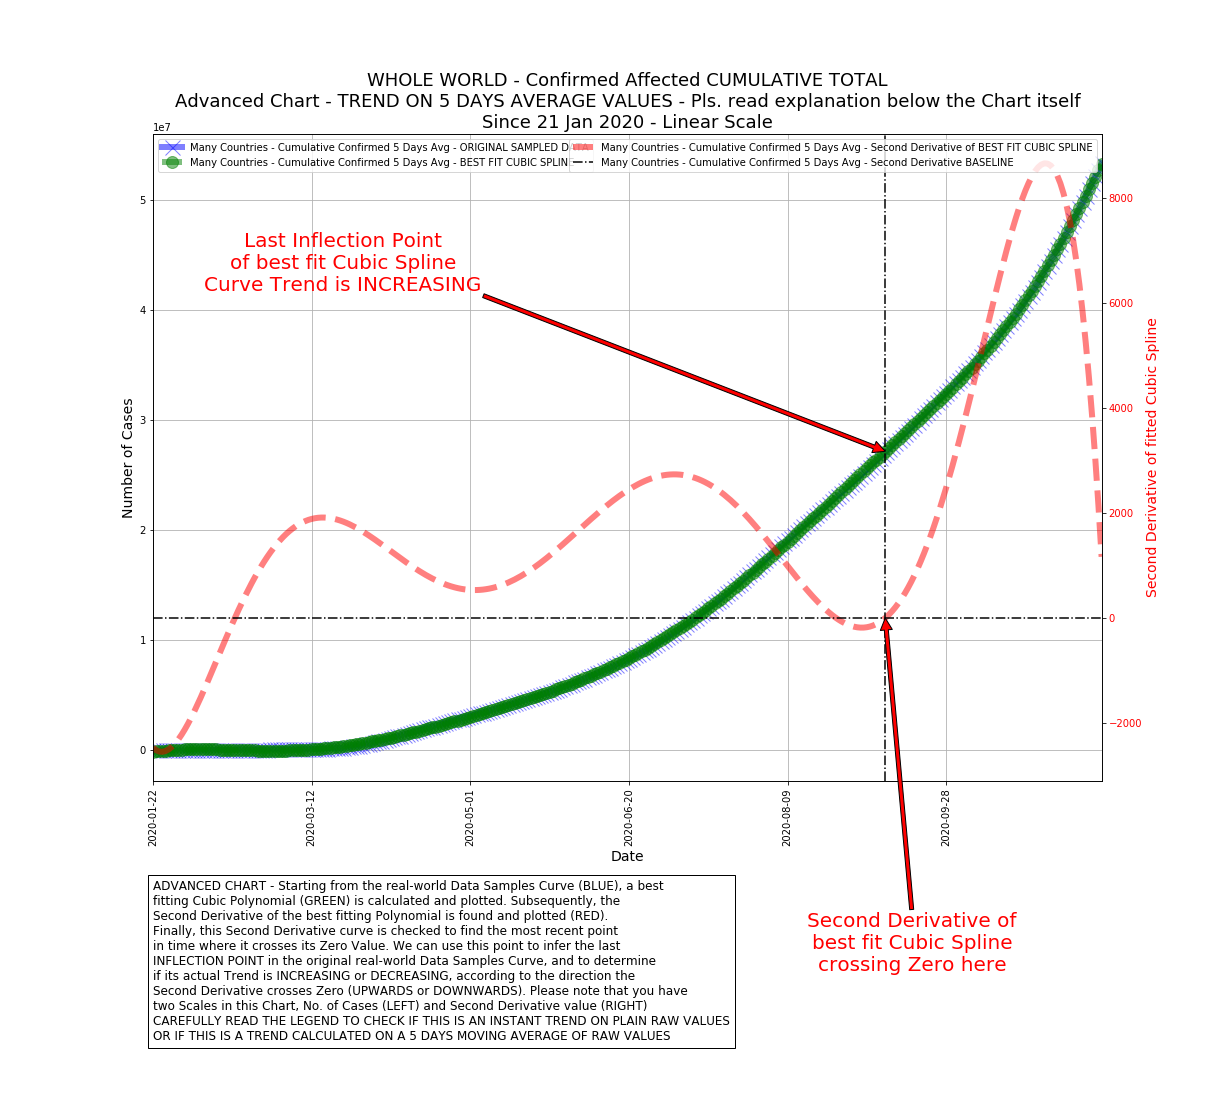 WHOLE WORLD - Confirmed Affected CUMULATIVE TOTAL
Advanced Chart - TREND ON 5 DAYS AVERAGE VALUES - Pls. read explanation below the Chart itself
Since 21 Jan 2020 - Linear Scale
1e7
Many Countries - Cumulative Confirmed 5 Days Avg - ORIGINAL SAMPLED
Many Countries - Cumulative Confirmed 5 Days Avg - BEST FIT CUBIC SPLIN
Many Countries - Cumulative Confirmed 5 Days Avg - Second Derivative of BEST FIT CUBIC SPLINE
Many Countries - Cumulative Confirmed 5 Days Avg - Second Derivative BASELINE
5
4
3
2
1
0
Number of Cases
8000
6000
4000
2000
0
−2000
Second Derivative of fitted Cubic Spline
Last Inflection Point
of best fit Cubic Spline
Curve Trend is INCREASING
2020-01-22
2020-03-12
2020-05-01
2020-06-20
2020-08-09
2020-09-28
Date
ADVANCED CHART - Starting from the real-world Data Samples Curve (BLUE), a best
fitting Cubic Polynomial (GREEN) is calculated and plotted. Subsequently, the
Second Derivative of the best fitting Polynomial is found and plotted (RED).
Finally, this Second Derivative curve is checked to find the most recent point
in time where it crosses its Zero Value. We can use this point to infer the last
INFLECTION POINT in the original real-world Data Samples Curve, and to determine
if its actual Trend is INCREASING or DECREASING, according to the direction the
Second Derivative crosses Zero (UPWARDS or DOWNWARDS). Please note that you have
two Scales in this Chart, No. of Cases (LEFT) and Second Derivative value (RIGHT)
CAREFULLY READ THE LEGEND TO CHECK IF THIS IS AN INSTANT TREND ON PLAIN RAW VALUES
OR IF THIS IS A TREND CALCULATED ON A 5 DAYS MOVING AVERAGE OF RAW VALUES
Second Derivative of
best fit Cubic Spline
crossing Zero here